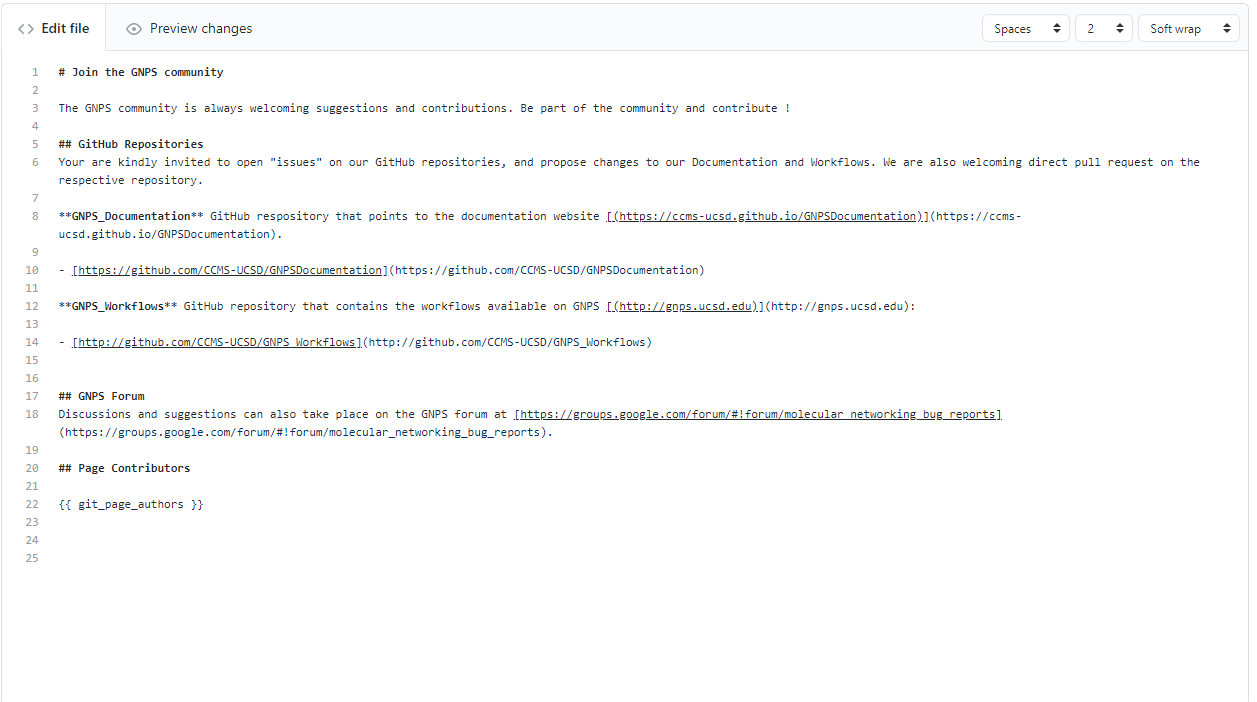 <> Edit file
Preview changes
Spaces
2
Soft wrap
1 # Join the GNPS community
2
3 The GNPS community is always welcoming suggestions and contributions. Be part of the community and contribute !
4
5 ## GitHub Repositories
6 Your are kindly invited to open "issues" on our GitHub repositories, and propose changes to our Documentation and Workflows. We are also welcoming direct pull request on the
respective repository.
7
8 **GNPS_Documentation** GitHub respository that points to the documentation website [(https://ccms-ucsd.github.io/GNPSDocumentation)](https://ccms-
ucsd.github.io/GNPSDocumentation).
9
10 - [https://github.com/CCMS-UCSD/GNPSDocumentation](https://github.com/CCMS-UCSD/GNPSDocumentation)
11
12 **GNPS_Workflows** GitHub repository that contains the workflows available on GNPS [(http://gnps.ucsd.edu)](http://gnps.ucsd.edu):
13
14 - [http://github.com/CCMS-UCSD/GNPS_Workflows](http://github.com/CCMS-UCSD/GNPS_Workflows)
15
16
17 ## GNPS Forum
18 Discussions and suggestions can also take place on the GNPS forum at [https://groups.google.com/forum/#!forum/molecular_networking_bug_reports]
(https://groups.google.com/forum/#!forum/molecular_networking_bug_reports).
19
20 ## Page Contributors
21
22 {{ git_page_authors }}
23
24
25